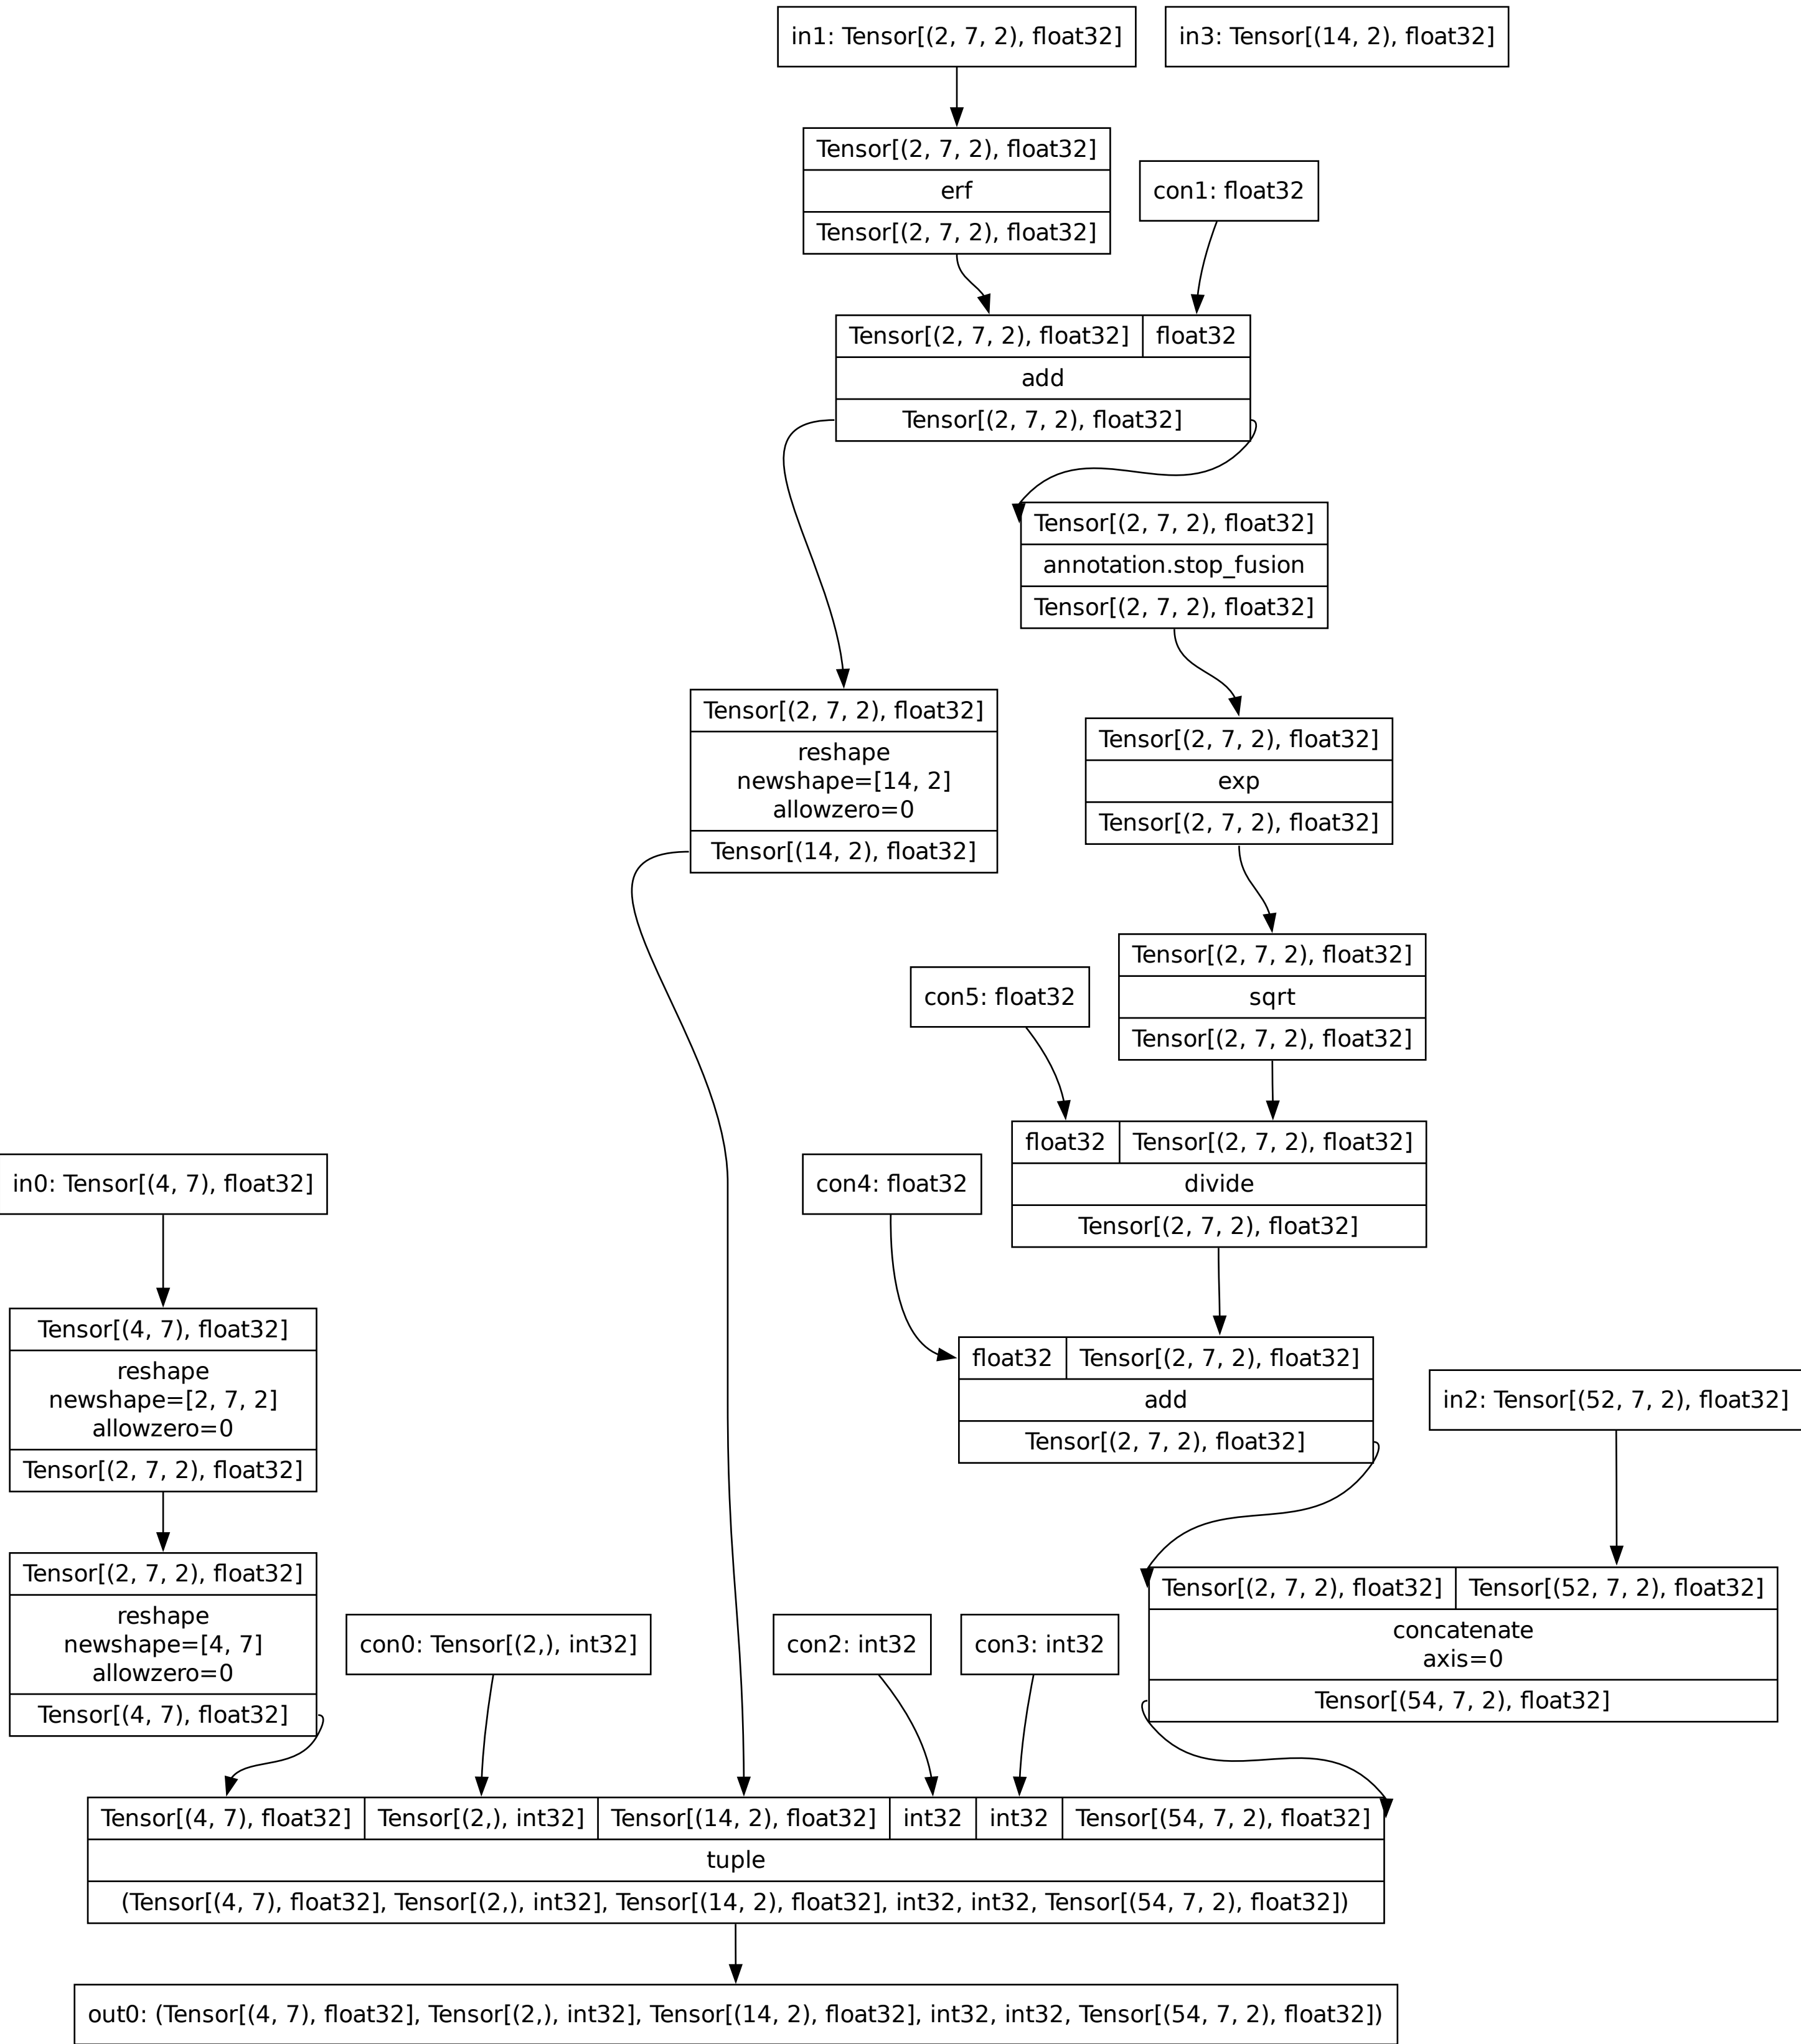 in1: Tensor[(2, 7, 2), float32]
in3: Tensor[(14, 2), float32]
Tensor[(2, 7, 2), float32]
erf
Tensor[(2, 7, 2), float32]
con1: float32
Tensor[(2, 7, 2), float32]
float32
add
Tensor[(2, 7, 2), float32]
Tensor[(2, 7, 2), float32]
annotation.stop_fusion
Tensor[(2, 7, 2), float32]
Tensor[(2, 7, 2), float32]
reshape
newshape=[14, 2]
allowzero=0
Tensor[(14, 2), float32]
Tensor[(2, 7, 2), float32]
exp
Tensor[(2, 7, 2), float32]
Tensor[(2, 7, 2), float32]
sqrt
Tensor[(2, 7, 2), float32]
con5: float32
float32
Tensor[(2, 7, 2), float32]
divide
Tensor[(2, 7, 2), float32]
in0: Tensor[(4, 7), float32]
con4: float32
Tensor[(4, 7), float32]
reshape
newshape=[2, 7, 2]
allowzero=0
Tensor[(2, 7, 2), float32]
float32
Tensor[(2, 7, 2), float32]
add
Tensor[(2, 7, 2), float32]
in2: Tensor[(52, 7, 2), float32]
Tensor[(2, 7, 2), float32]
reshape
newshape=[4, 7]
allowzero=0
Tensor[(4, 7), float32]
con0: Tensor[(2,), int32]
con2: int32
con3: int32
Tensor[(2, 7, 2), float32]
Tensor[(52, 7, 2), float32]
concatenate
axis=0
Tensor[(54, 7, 2), float32]
Tensor[(4, 7), float32]
Tensor[(2,), int32]
Tensor[(14, 2), float32]
int32
int32
Tensor[(54, 7, 2), float32]
tuple
(Tensor[(4, 7), float32], Tensor[(2,), int32], Tensor[(14, 2), float32], int32, int32, Tensor[(54, 7, 2), float32])
out0: (Tensor[(4, 7), float32], Tensor[(2,), int32], Tensor[(14, 2), float32], int32, int32, Tensor[(54, 7, 2), float32])